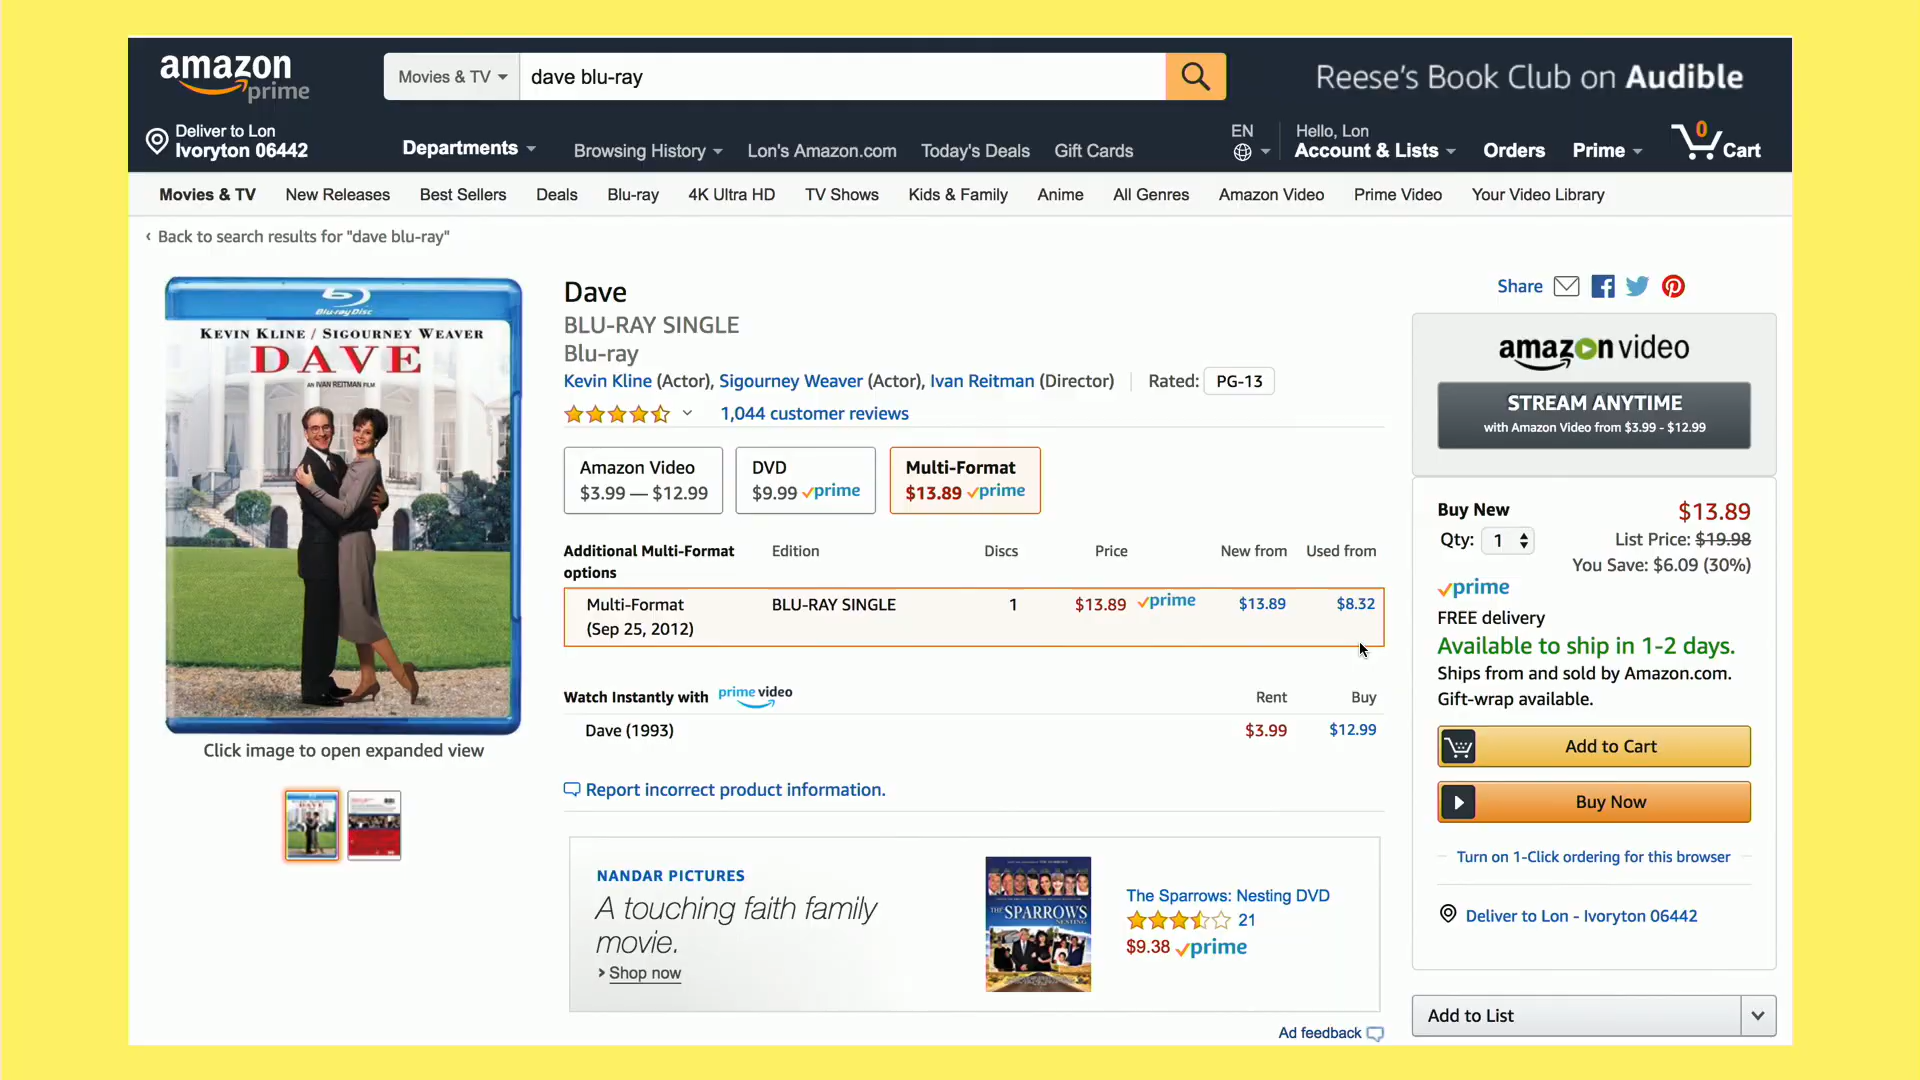 amazon prime
Movies & TV
dave blu-ray
Reese's Book Club on Audible
Deliver to Lon
Ivoryton 06442
Departments
Browsing History
Lon's Amazon.com
Today's Deals
Gift Cards
EN
Hello, Lon
Account & Lists
Orders
Prime
0
Cart
Movies & TV
New Releases
Best Sellers
Deals
Blu-ray
4K Ultra HD
TV Shows
Kids & Family
Anime
All Genres
Amazon Video
Prime Video
Your Video Library
‹ Back to search results for "dave blu-ray"
Blu-ray Disc
KEVIN KLINE / SIGOURNEY WEAVER
DAVE
AN IVAN REITMAN FILM
Click image to open expanded view
Dave
BLU-RAY SINGLE
Blu-ray
Kevin Kline (Actor), Sigourney Weaver (Actor), Ivan Reitman (Director)
Rated: PG-13
1,044 customer reviews
Amazon Video
$3.99 — $12.99
DVD
$9.99 prime
Multi-Format
$13.89 prime
Additional Multi-Format options
Edition
Discs
Price
New from
Used from
Multi-Format
(Sep 25, 2012)
BLU-RAY SINGLE
1
$13.89 prime
$13.89
$8.32
Watch Instantly with prime video
Rent
Buy
Dave (1993)
$3.99
$12.99
Report incorrect product information.
NANDAR PICTURES
A touching faith family
movie.
› Shop now
THE SPARROWS
NESTING
The Sparrows: Nesting DVD
21
$9.38 prime
Ad feedback
Share
amazon video
STREAM ANYTIME
with Amazon Video from $3.99 - $12.99
Buy New
$13.89
Qty: 1
List Price: $19.98
You Save: $6.09 (30%)
prime
FREE delivery
Available to ship in 1-2 days.
Ships from and sold by Amazon.com.
Gift-wrap available.
Add to Cart
Buy Now
Turn on 1-Click ordering for this browser
Deliver to Lon - Ivoryton 06442
Add to List